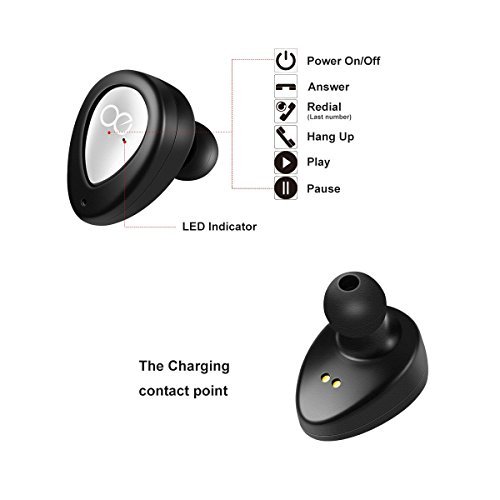 Power On/Off
Answer
Redial
(Last number)
Hang Up
Play
Pause
LED Indicator
The Charging
contact point